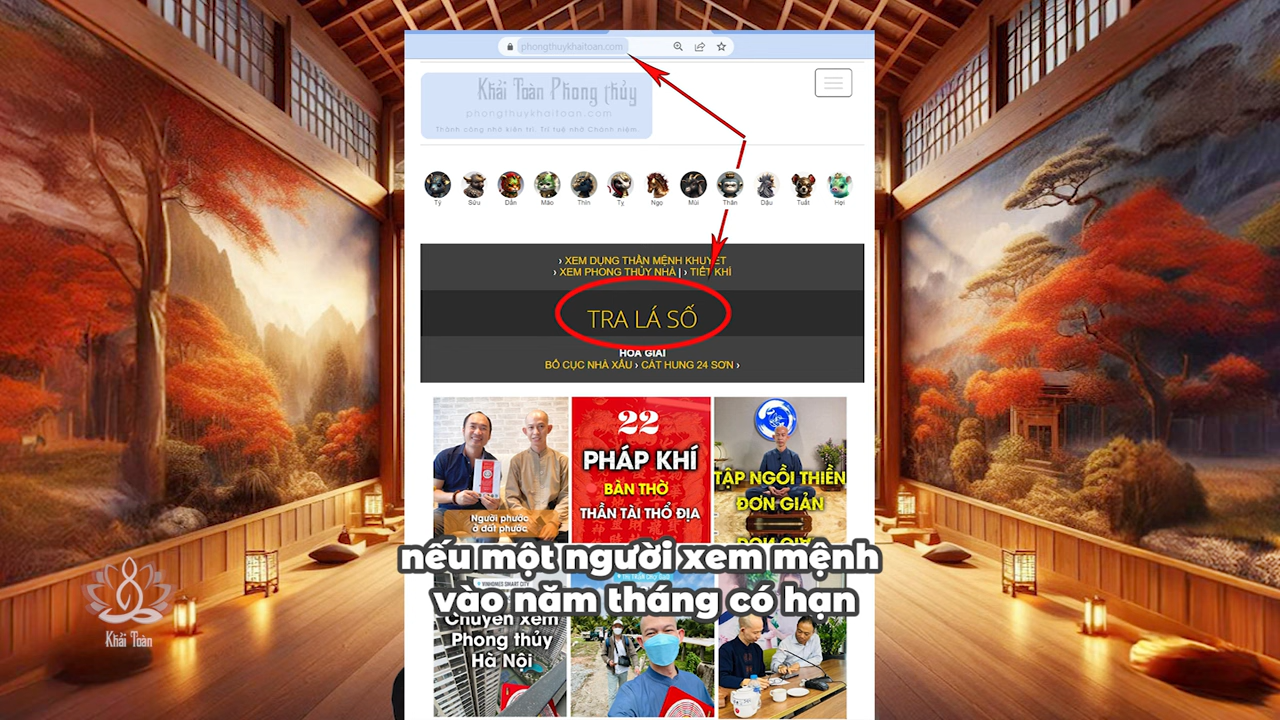 phongthuykhaitoan.com
Khải Toàn Phong thủy
phongthuykhaitoan.com
Thành công nhờ kiên trì. Trí tuệ nhờ Chánh niệm.
Tý Sửu Dần Mão Thìn Tỵ Ngọ Mùi Thân Dậu Tuất Hợi
› XEM DỤNG THẦN MỆNH KHUYẾT
› XEM PHONG THỦY NHÀ | › TIẾT KHÍ
TRA LÁ SỐ
HÓA GIẢI
BỐ CỤC NHÀ XẤU › CÁT HUNG 24 SƠN ›
Người phước
ở đất phước
22
PHÁP KHÍ
BÀN THỜ
THẦN TÀI THỔ ĐỊA
TẬP NGỒI THIỀN
ĐƠN GIẢN
nếu một người xem mệnh
vào năm tháng có hạn
VINHOMES SMART CITY
Chuyên xem
Phong thủy
Hà Nội
Khải Toàn